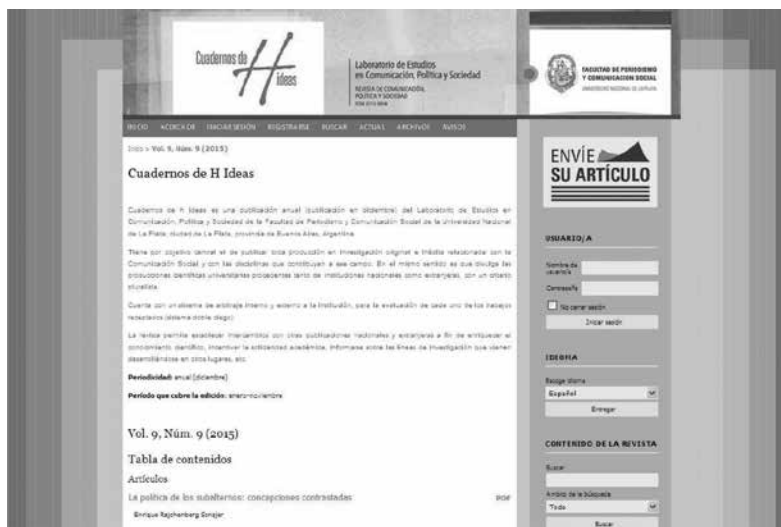 Cuadernos de
H
ideas
Laboratorio de Estudios
en Comunicación, Política y Sociedad
REVISTA DE COMUNICACIÓN,
POLÍTICA Y SOCIEDAD
FACULTAD DE PERIODISMO
Y COMUNICACION SOCIAL
UNIVERSIDAD NACIONAL DE LA PLATA
INICIO ACERCA DE INICIAR SESIÓN REGISTRARSE BUSCAR ACTUAL ARCHIVOS AVISOS
Inicio > Vol. 9, Núm. 9 (2015)
Cuadernos de H Ideas
Cuadernos de H Ideas es una publicación anual (publicación en diciembre) del Laboratorio de Estudios en
Comunicación, Política y Sociedad de la Facultad de Periodismo y Comunicación Social de la Universidad Nacional
de La Plata, ciudad de La Plata, provincia de Buenos Aires, Argentina.
Tiene por objetivo central el de publicar toda producción en investigación original e inédita relacionada con la
Comunicación Social y con las disciplinas que contribuyen a ese campo. En el mismo sentido es que divulga las
producciones científicas universitarias procedentes tanto de instituciones nacionales como extranjeras, con un criterio
pluralista.
Cuenta con un sistema de arbitraje interno y externo a la Institución, para la evaluación de cada uno de los trabajos
receptados (sistema doble ciego).
La revista permite establecer intercambios con otras publicaciones nacionales y extranjeras a fin de enriquecer el
conocimiento científico, incentivar la solidaridad académica, informarse sobre las líneas de investigación que vienen
desarrollándose en otros lugares, etc.
Periodicidad: anual (diciembre)
Período que cubre la edición: enero-noviembre
Vol. 9, Núm. 9 (2015)
Tabla de contenidos
Artículos
La política de los subalternos: concepciones contrastadas PDF
Enrique Rajchenberg Sznajer
ENVÍE
SU ARTÍCULO
USUARIO/A
Nombre de
usuario/a
Contraseña
No cerrar sesión
Iniciar sesión
IDIOMA
Escoge idioma
Español
Entregar
CONTENIDO DE LA REVISTA
Buscar
Ámbito de la búsqueda
Todo
Buscar